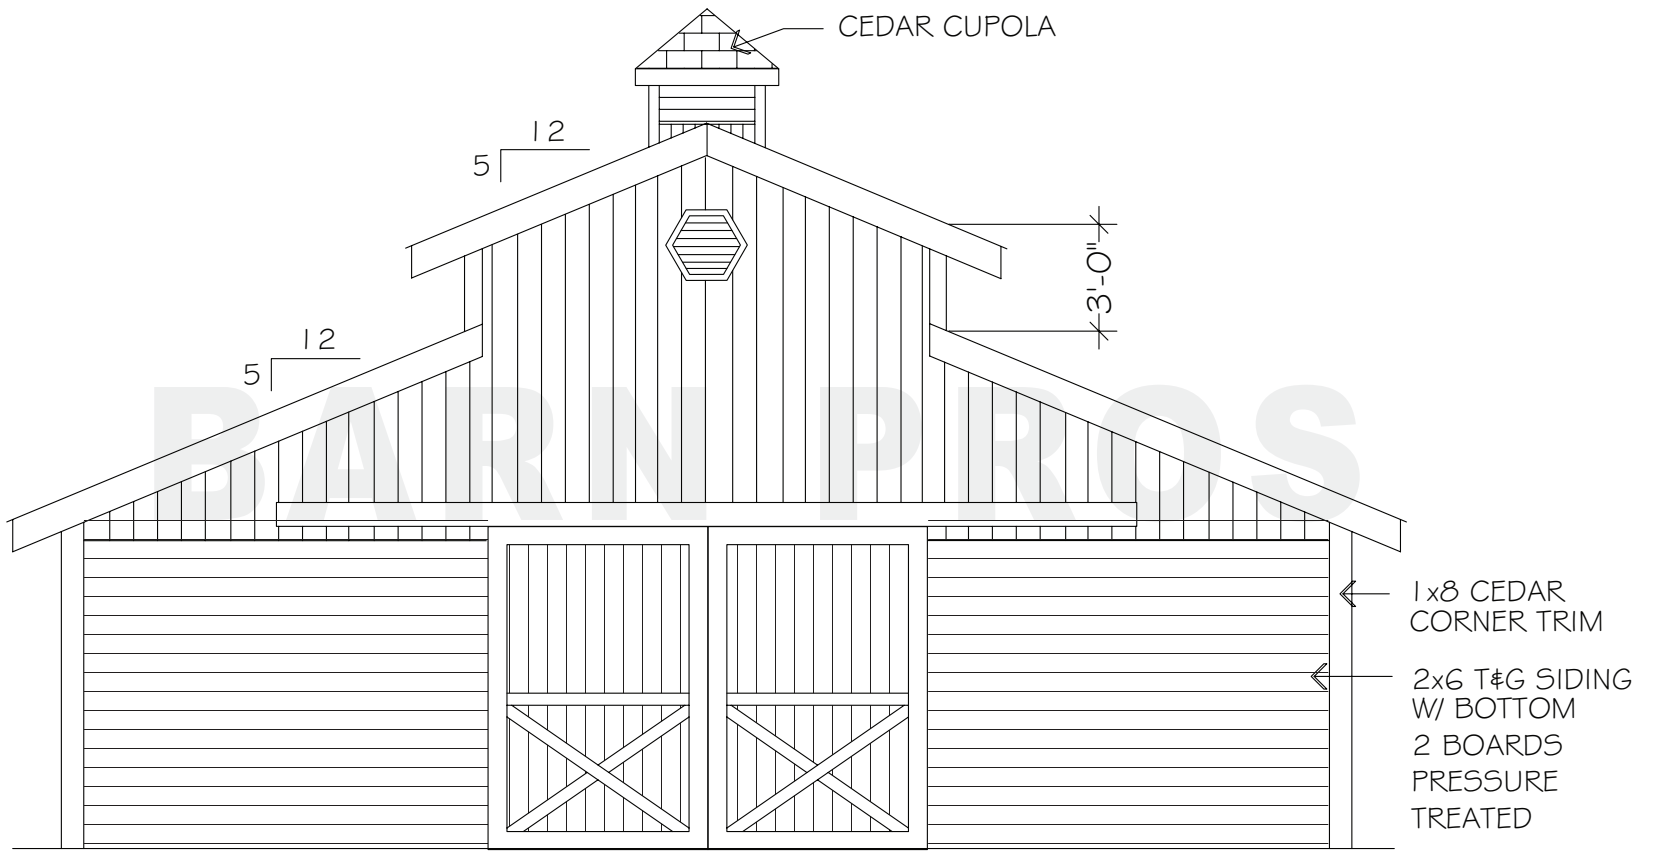 CEDAR CUPOLA
12
5
3'-0"
12
5
BARN PROS
1x8 CEDAR
CORNER TRIM
2x6 T&G SIDING
W/ BOTTOM
2 BOARDS
PRESSURE
TREATED